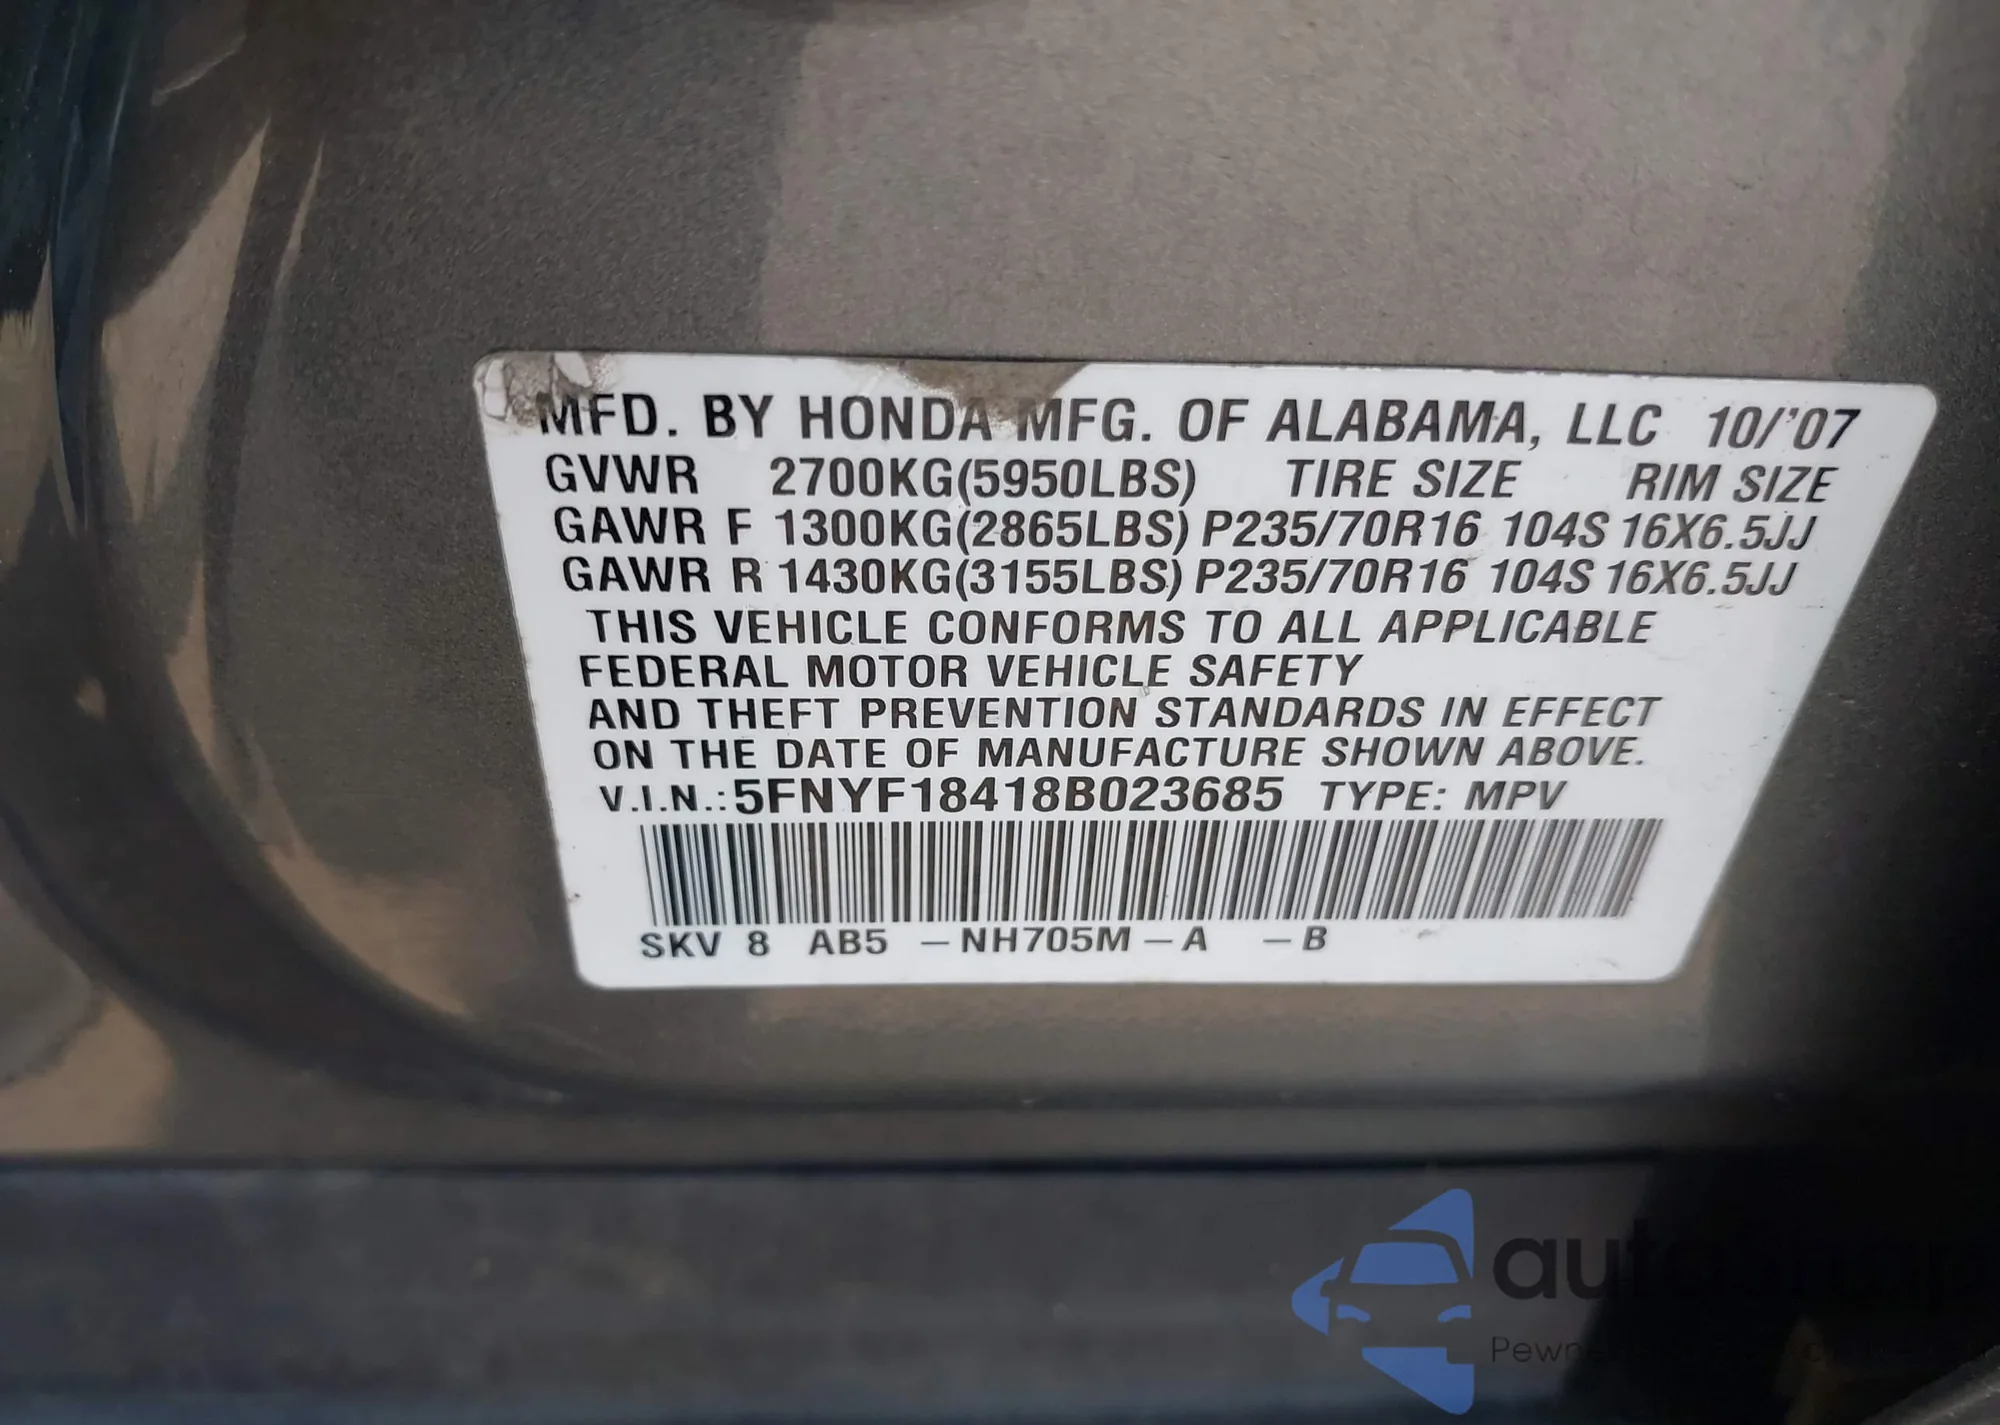 MFD. BY HONDA MFG. OF ALABAMA, LLC 10/'07
GVWR 2700KG(5950LBS) TIRE SIZE RIM SIZE
GAWR F 1300KG(2865LBS) P235/70R16 104S 16X6.5JJ
GAWR R 1430KG(3155LBS) P235/70R16 104S 16X6.5JJ
THIS VEHICLE CONFORMS TO ALL APPLICABLE
FEDERAL MOTOR VEHICLE SAFETY
AND THEFT PREVENTION STANDARDS IN EFFECT
ON THE DATE OF MANUFACTURE SHOWN ABOVE.
V.I.N.: 5FNYF18418B023685 TYPE: MPV
SKV 8 AB5 – NH705M – A – B